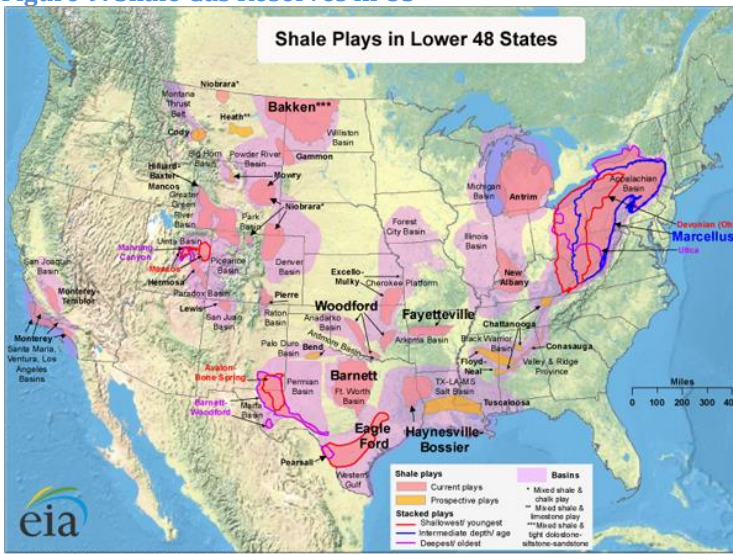 Shale Plays in Lower 48 States
Niobrara*
Montana
Thrust
Belt
Heath**
Bakken***
Cody
Williston
Basin
Big Horn
Basin
Powder River
Basin
Gammon
Mowry
Hilliard-
Baxter
Mancos
Greater
Green
River
Basin
Park
Basin
Niobrara*
Michigan
Basin
Antrim
Appalachian
Basin
Devonian (Oh
Marcellus
Utica
Forest
City Basin
Illinois
Basin
Uinta Basin
Manning
Canyon
Mancos
Piceance
Basin
Denver
Basin
San Joaquin
Basin
Hermosa
Paradox Basin
Excello-
Mulky
Cherokee Platform
New
Albany
Monterey-
Temblor
Pierre
Lewis
San Juan
Basin
Raton
Basin
Woodford
Anadarko
Basin
Fayetteville
Chattanooga
Monterey
Santa Maria,
Ventura, Los
Angeles
Basins
Palo Duro
Basin
Bend
Ardmore Basin
Arkoma Basin
Black Warrior
Basin
Conasauga
Floyd-
Neal
Valley & Ridge
Province
Avalon-
Bone Spring
Permian
Basin
Barnett
Ft. Worth
Basin
TX-LA-MS
Salt Basin
Tuscaloosa
Barnett-
Woodford
Marfa
Basin
Eagle
Ford
Haynesville-
Bossier
Pearsall
Western
Gulf
Miles
0 100 200 300 40
Shale plays
Current plays
Prospective plays
Stacked plays
Shallowest/ youngest
Intermediate depth/ age
Deepest/ oldest
Basins
* Mixed shale &
chalk play
** Mixed shale &
limestone play
***Mixed shale &
tight dolostone-
siltstone-sandstone
eia